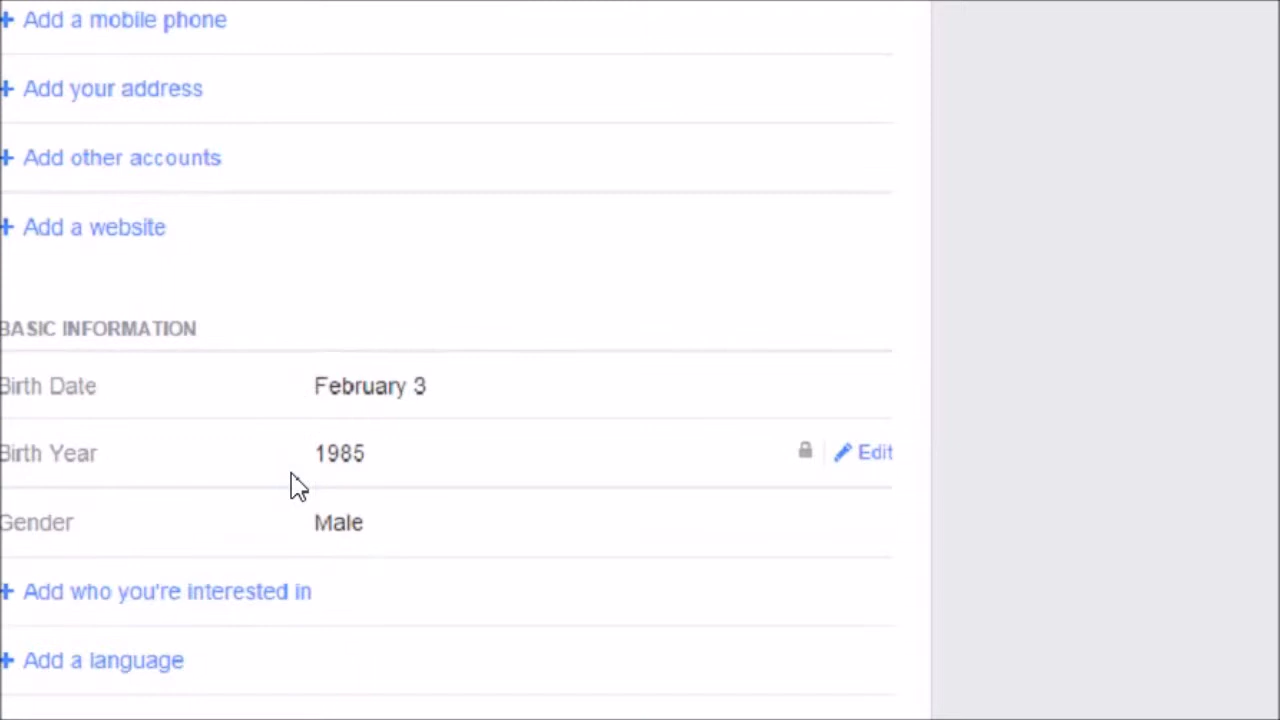 + Add a mobile phone
+ Add your address
+ Add other accounts
+ Add a website
BASIC INFORMATION
Birth Date February 3
Birth Year 1985 Edit
Gender Male
+ Add who you're interested in
+ Add a language